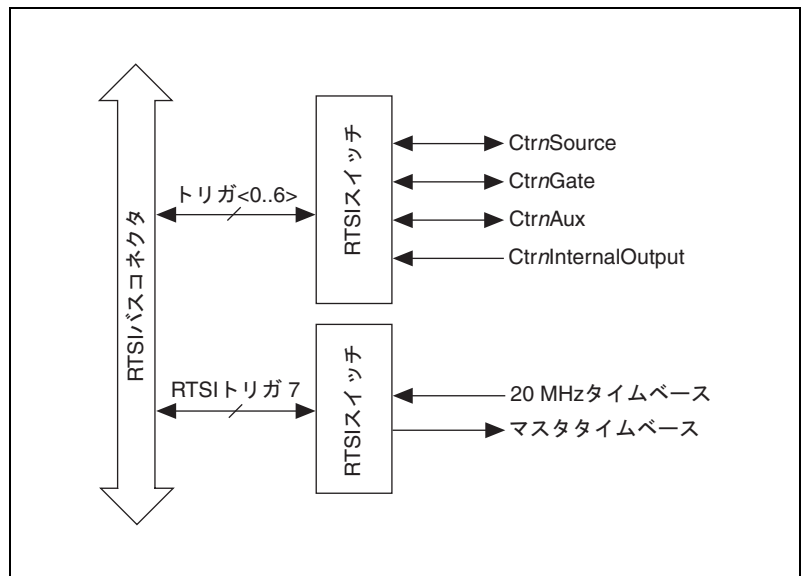 RTSIバスコネクタ
トリガ<0..6>
RTSIスイッチ
CtrnSource
CtrnGate
CtrnAux
CtrnInternalOutput
RTSIトリガ 7
RTSIスイッチ
20 MHzタイムベース
マスタタイムベース